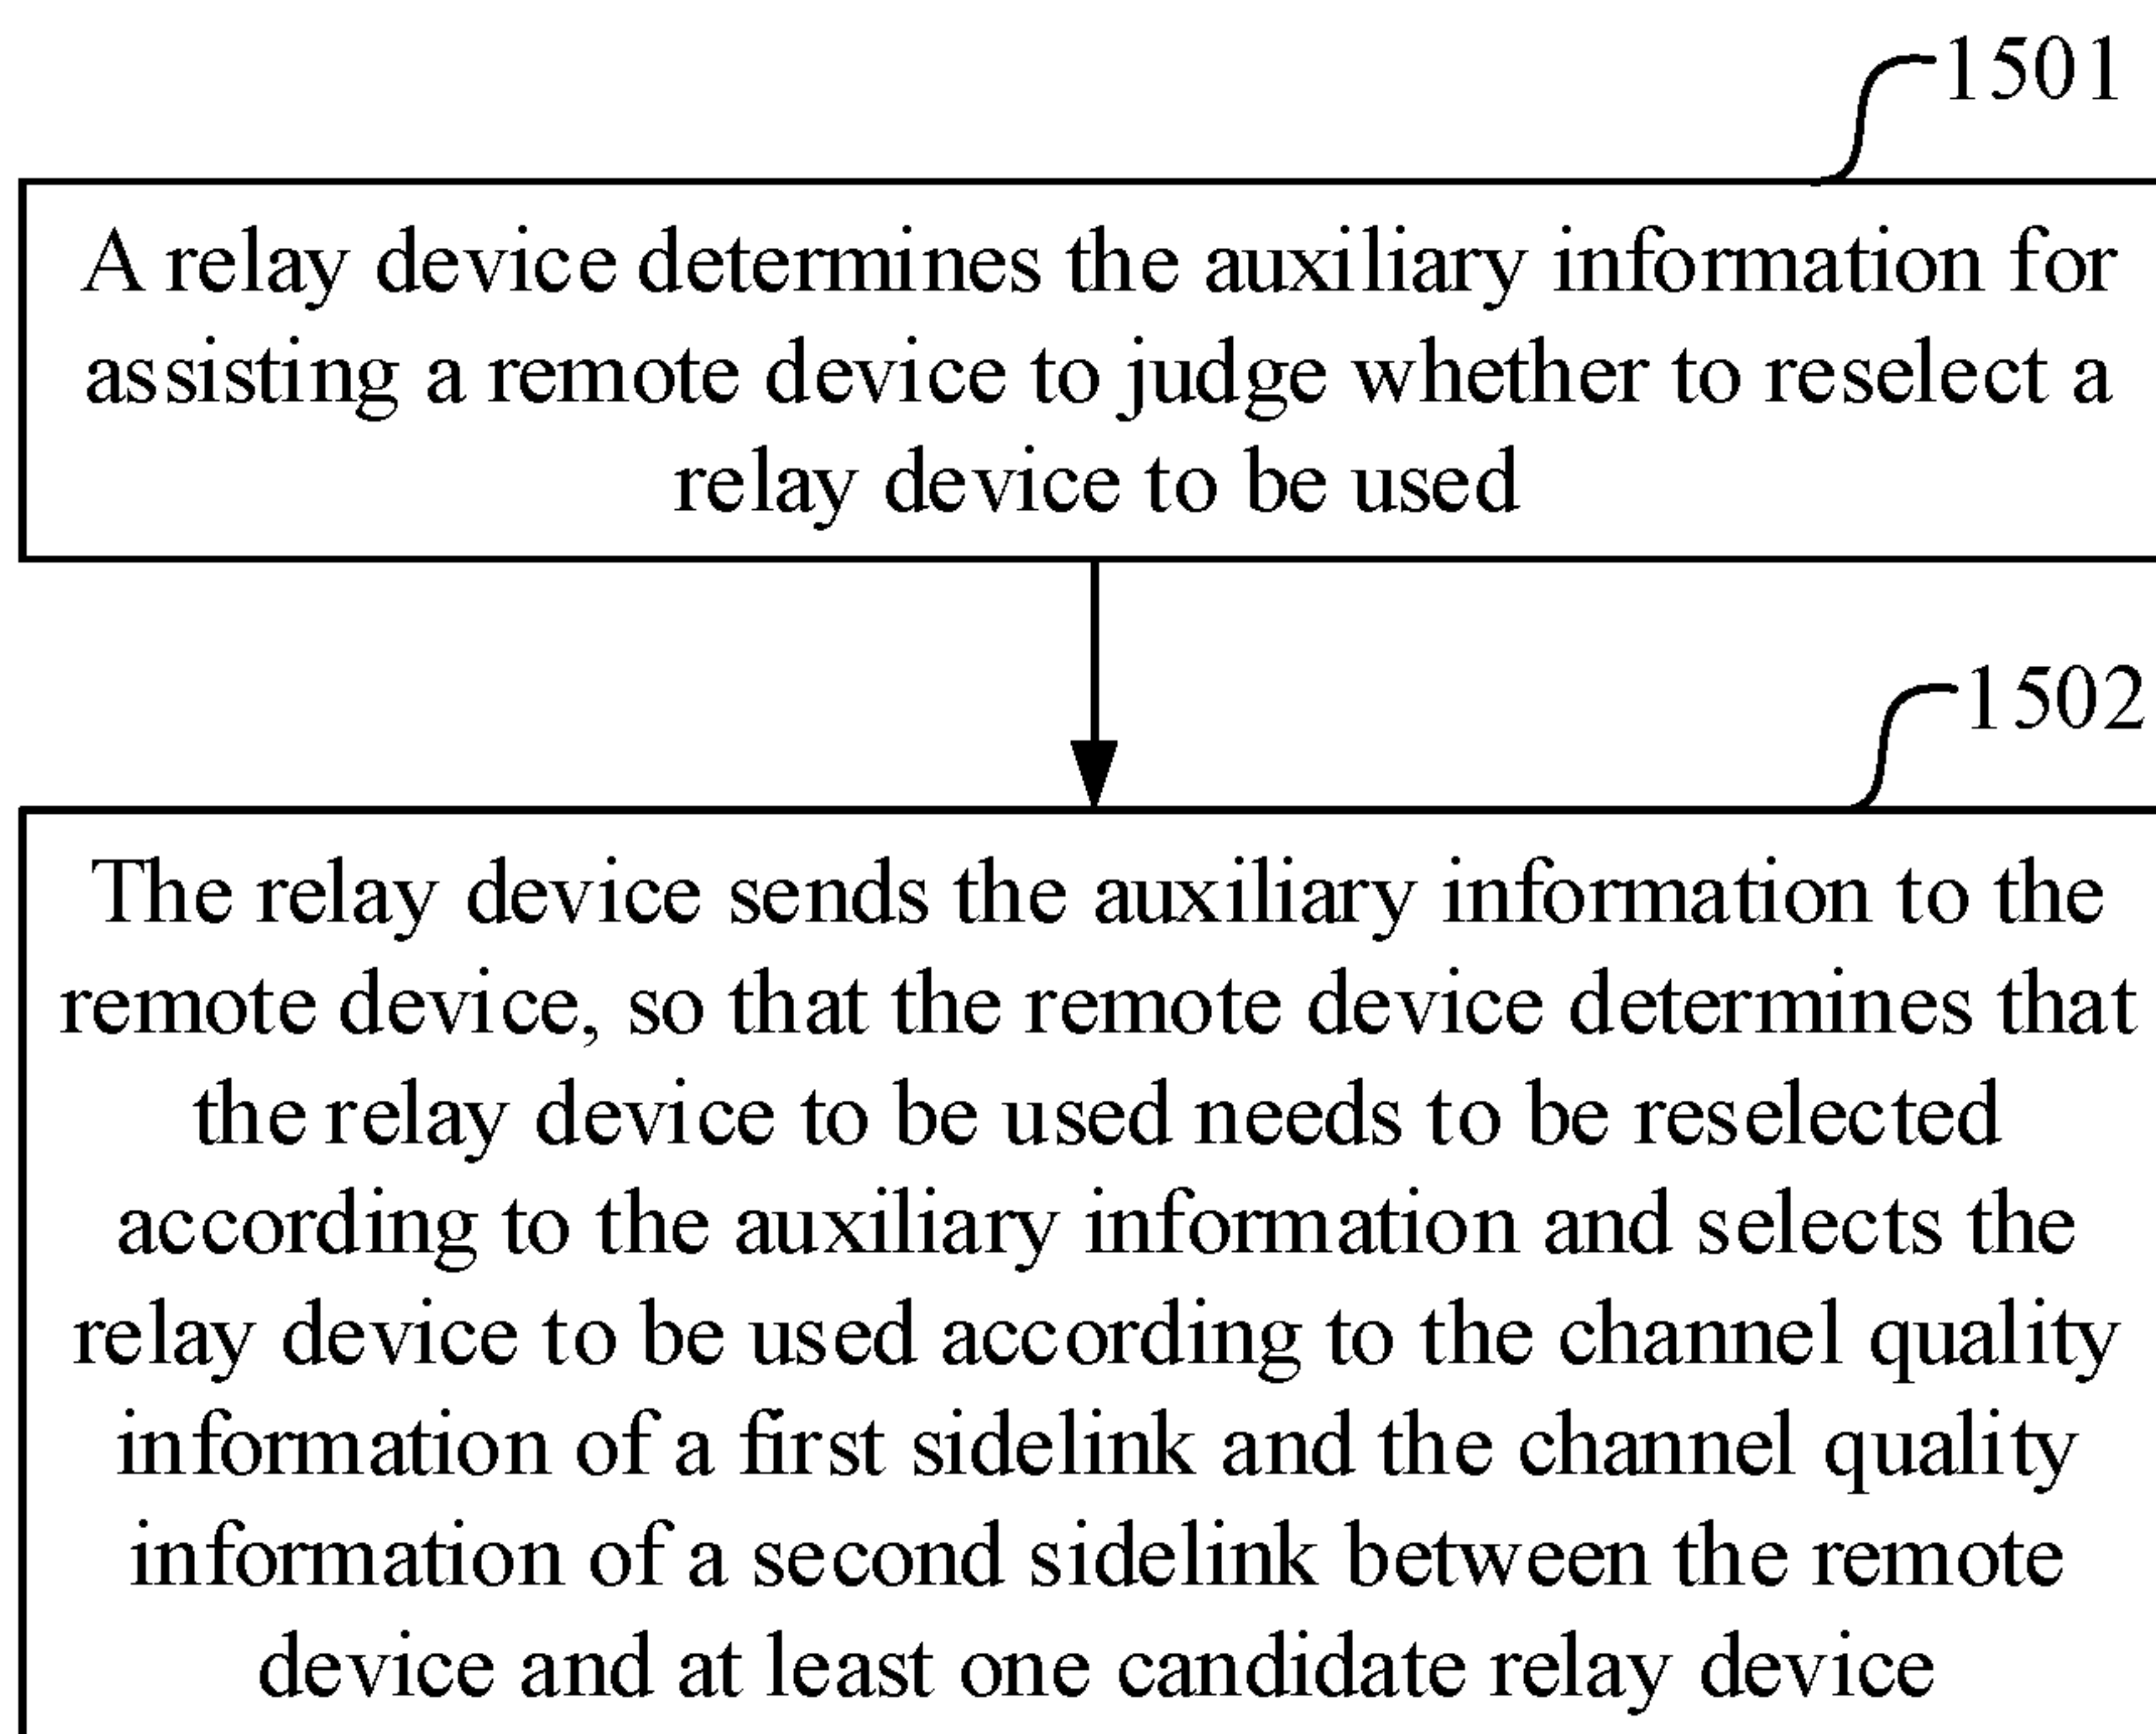 1501
A relay device determines the auxiliary information for
assisting a remote device to judge whether to reselect a
relay device to be used
1502
The relay device sends the auxiliary information to the
remote device, so that the remote device determines that
the relay device to be used needs to be reselected
according to the auxiliary information and selects the
relay device to be used according to the channel quality
information of a first sidelink and the channel quality
information of a second sidelink between the remote
device and at least one candidate relay device